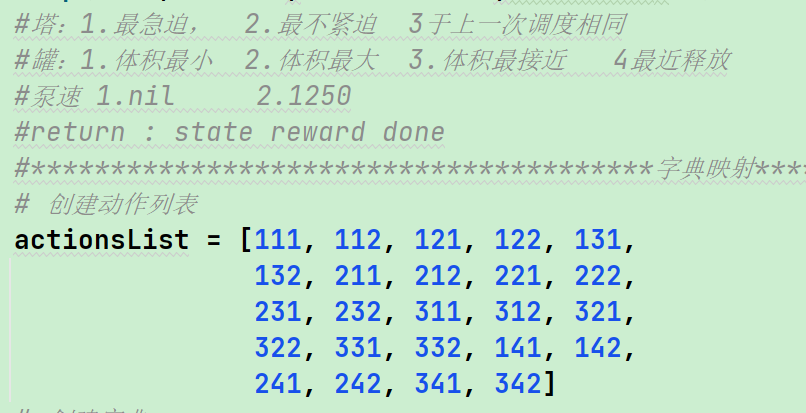 #塔：1.最急迫， 2.最不紧迫 3于上一次调度相同
#罐：1.体积最小 2.体积最大 3.体积最接近 4最近释放
#泵速 1.nil 2.1250
#return : state reward done
#***********************************字典映射****
# 创建动作列表
actionsList = [111, 112, 121, 122, 131,
132, 211, 212, 221, 222,
231, 232, 311, 312, 321,
322, 331, 332, 141, 142,
241, 242, 341, 342]